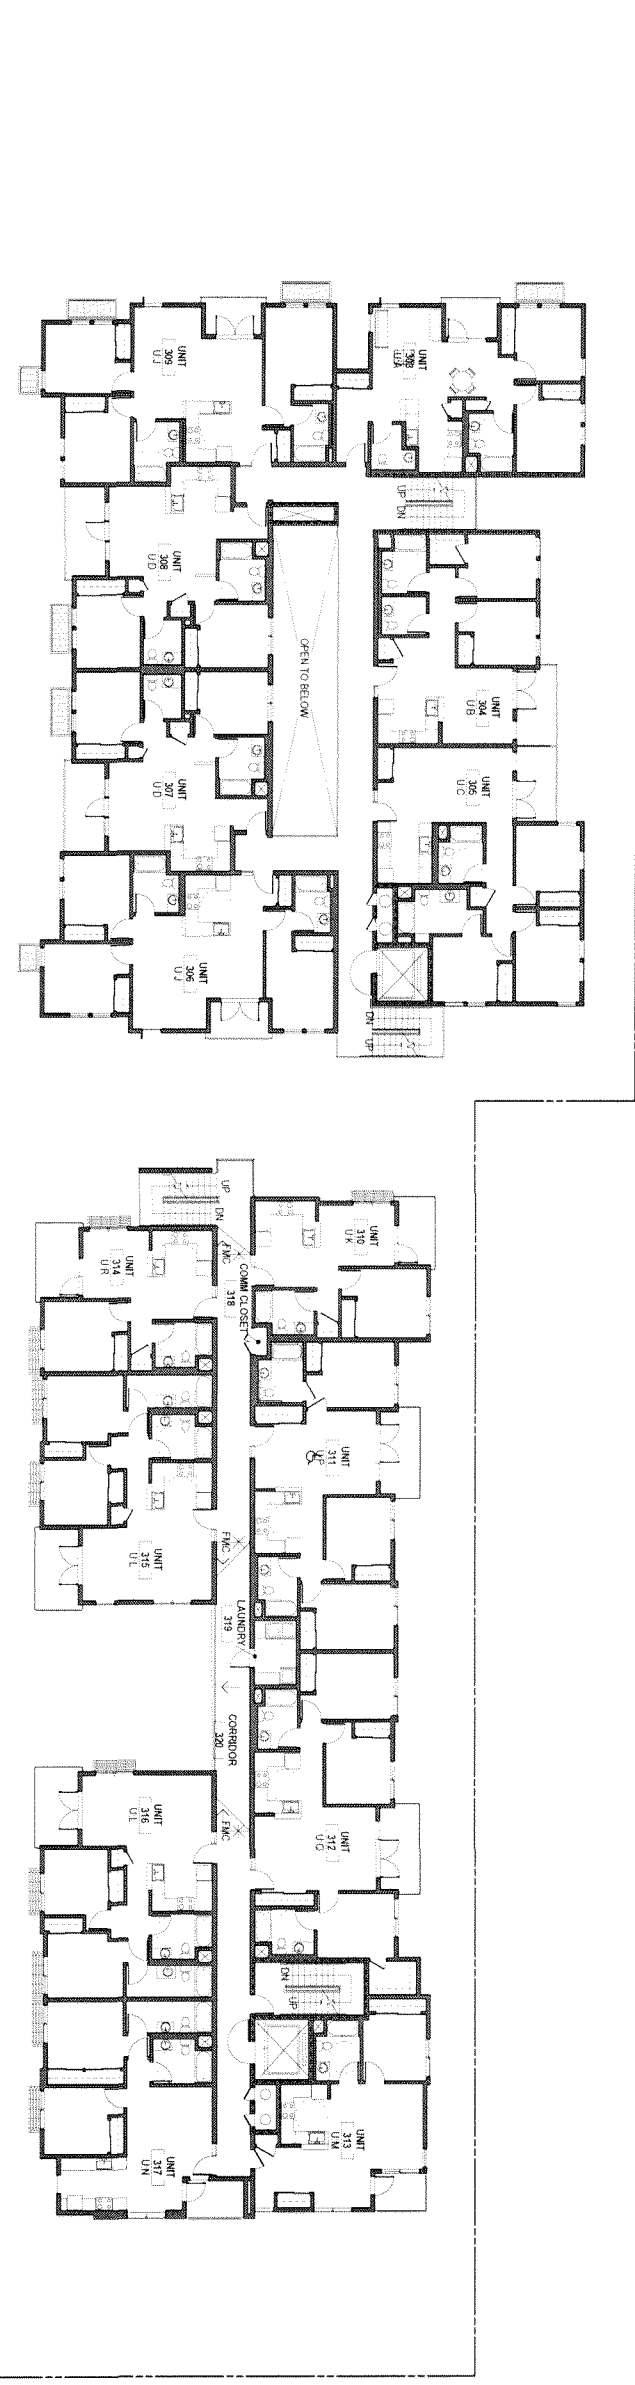 UNIT
309
U J
UNIT
U A
UP
DN
UNIT
308
U D
OPEN TO BELOW
UNIT
304
U B
UNIT
307
U D
UNIT
305
U C
UNIT
306
U J
DN
UP
UP
DN
UNIT
310
U K
FMC
UNIT
314
U R
COMM CLOSET
318
UNIT
311
U P
FMC
UNIT
315
U L
LAUNDRY
319
CORRIDOR
320
UNIT
316
U L
FMC
UNIT
312
U Q
DN
UP
UNIT
313
U M
UNIT
317
U N